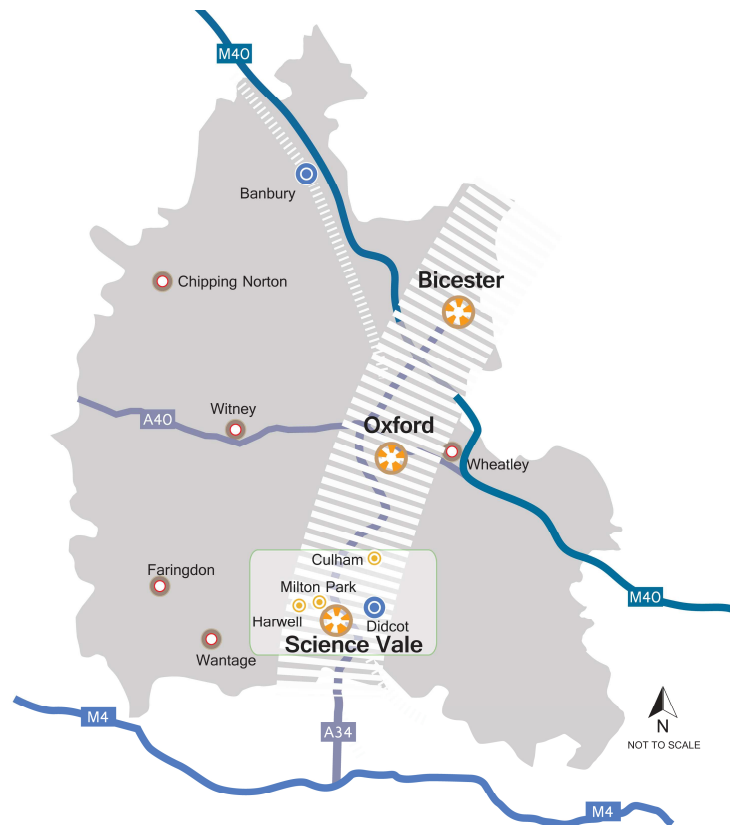 M40
Banbury
Chipping Norton
Bicester
A40
Witney
Oxford
Wheatley
Culham
Faringdon
Milton Park
Harwell
Didcot
Science Vale
Wantage
M40
M4
A34
N
NOT TO SCALE
M4